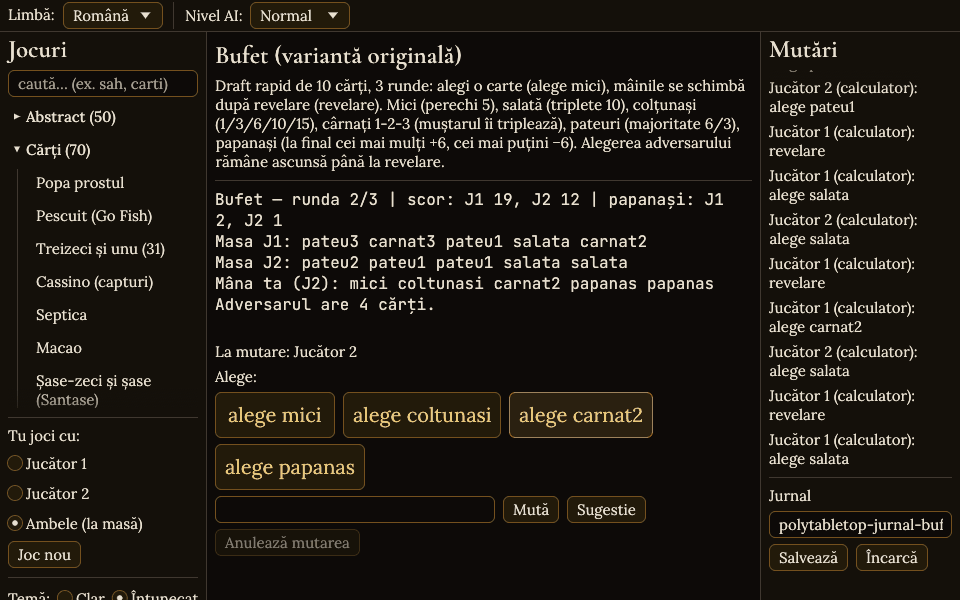 Limbă: Română ▼ Nivel AI: Normal ▼
Jocuri
caută... (ex. sah, carti)
▸ Abstract (50)
▾ Cărți (70)
Popa prostul
Pescuit (Go Fish)
Treizeci și unu (31)
Cassino (capturi)
Septica
Macao
Șase-zeci și șase
(Santase)
Tu joci cu:
Jucător 1
Jucător 2
Ambele (la masă)
Joc nou
Temă: Clar Întunecat
Bufet (variantă originală)
Draft rapid de 10 cărți, 3 runde: alegi o carte (alege mici), mâinile se schimbă
după revelare (revelare). Mici (perechi 5), salată (triplete 10), colțunași
(1/3/6/10/15), cârnați 1-2-3 (muștarul îi triplează), pateuri (majoritate 6/3),
papanași (la final cei mai mulți +6, cei mai puțini −6). Alegerea adversarului
rămâne ascunsă până la revelare.
Bufet — runda 2/3 | scor: J1 19, J2 12 | papanași: J1
2, J2 1
Masa J1: pateu3 carnat3 pateu1 salata carnat2
Masa J2: pateu2 pateu1 pateu1 salata salata
Mâna ta (J2): mici coltunasi carnat2 papanas papanas
Adversarul are 4 cărți.
La mutare: Jucător 2
Alege:
alege mici alege coltunasi alege carnat2
alege papanas
Mută Sugestie
Anulează mutarea
Mutări
Jucător 2 (calculator):
alege pateu1
Jucător 1 (calculator):
revelare
Jucător 1 (calculator):
alege salata
Jucător 2 (calculator):
alege salata
Jucător 1 (calculator):
revelare
Jucător 1 (calculator):
alege carnat2
Jucător 2 (calculator):
alege salata
Jucător 1 (calculator):
revelare
Jucător 1 (calculator):
alege salata
Jurnal
polytabletop-jurnal-buf
Salvează Încarcă